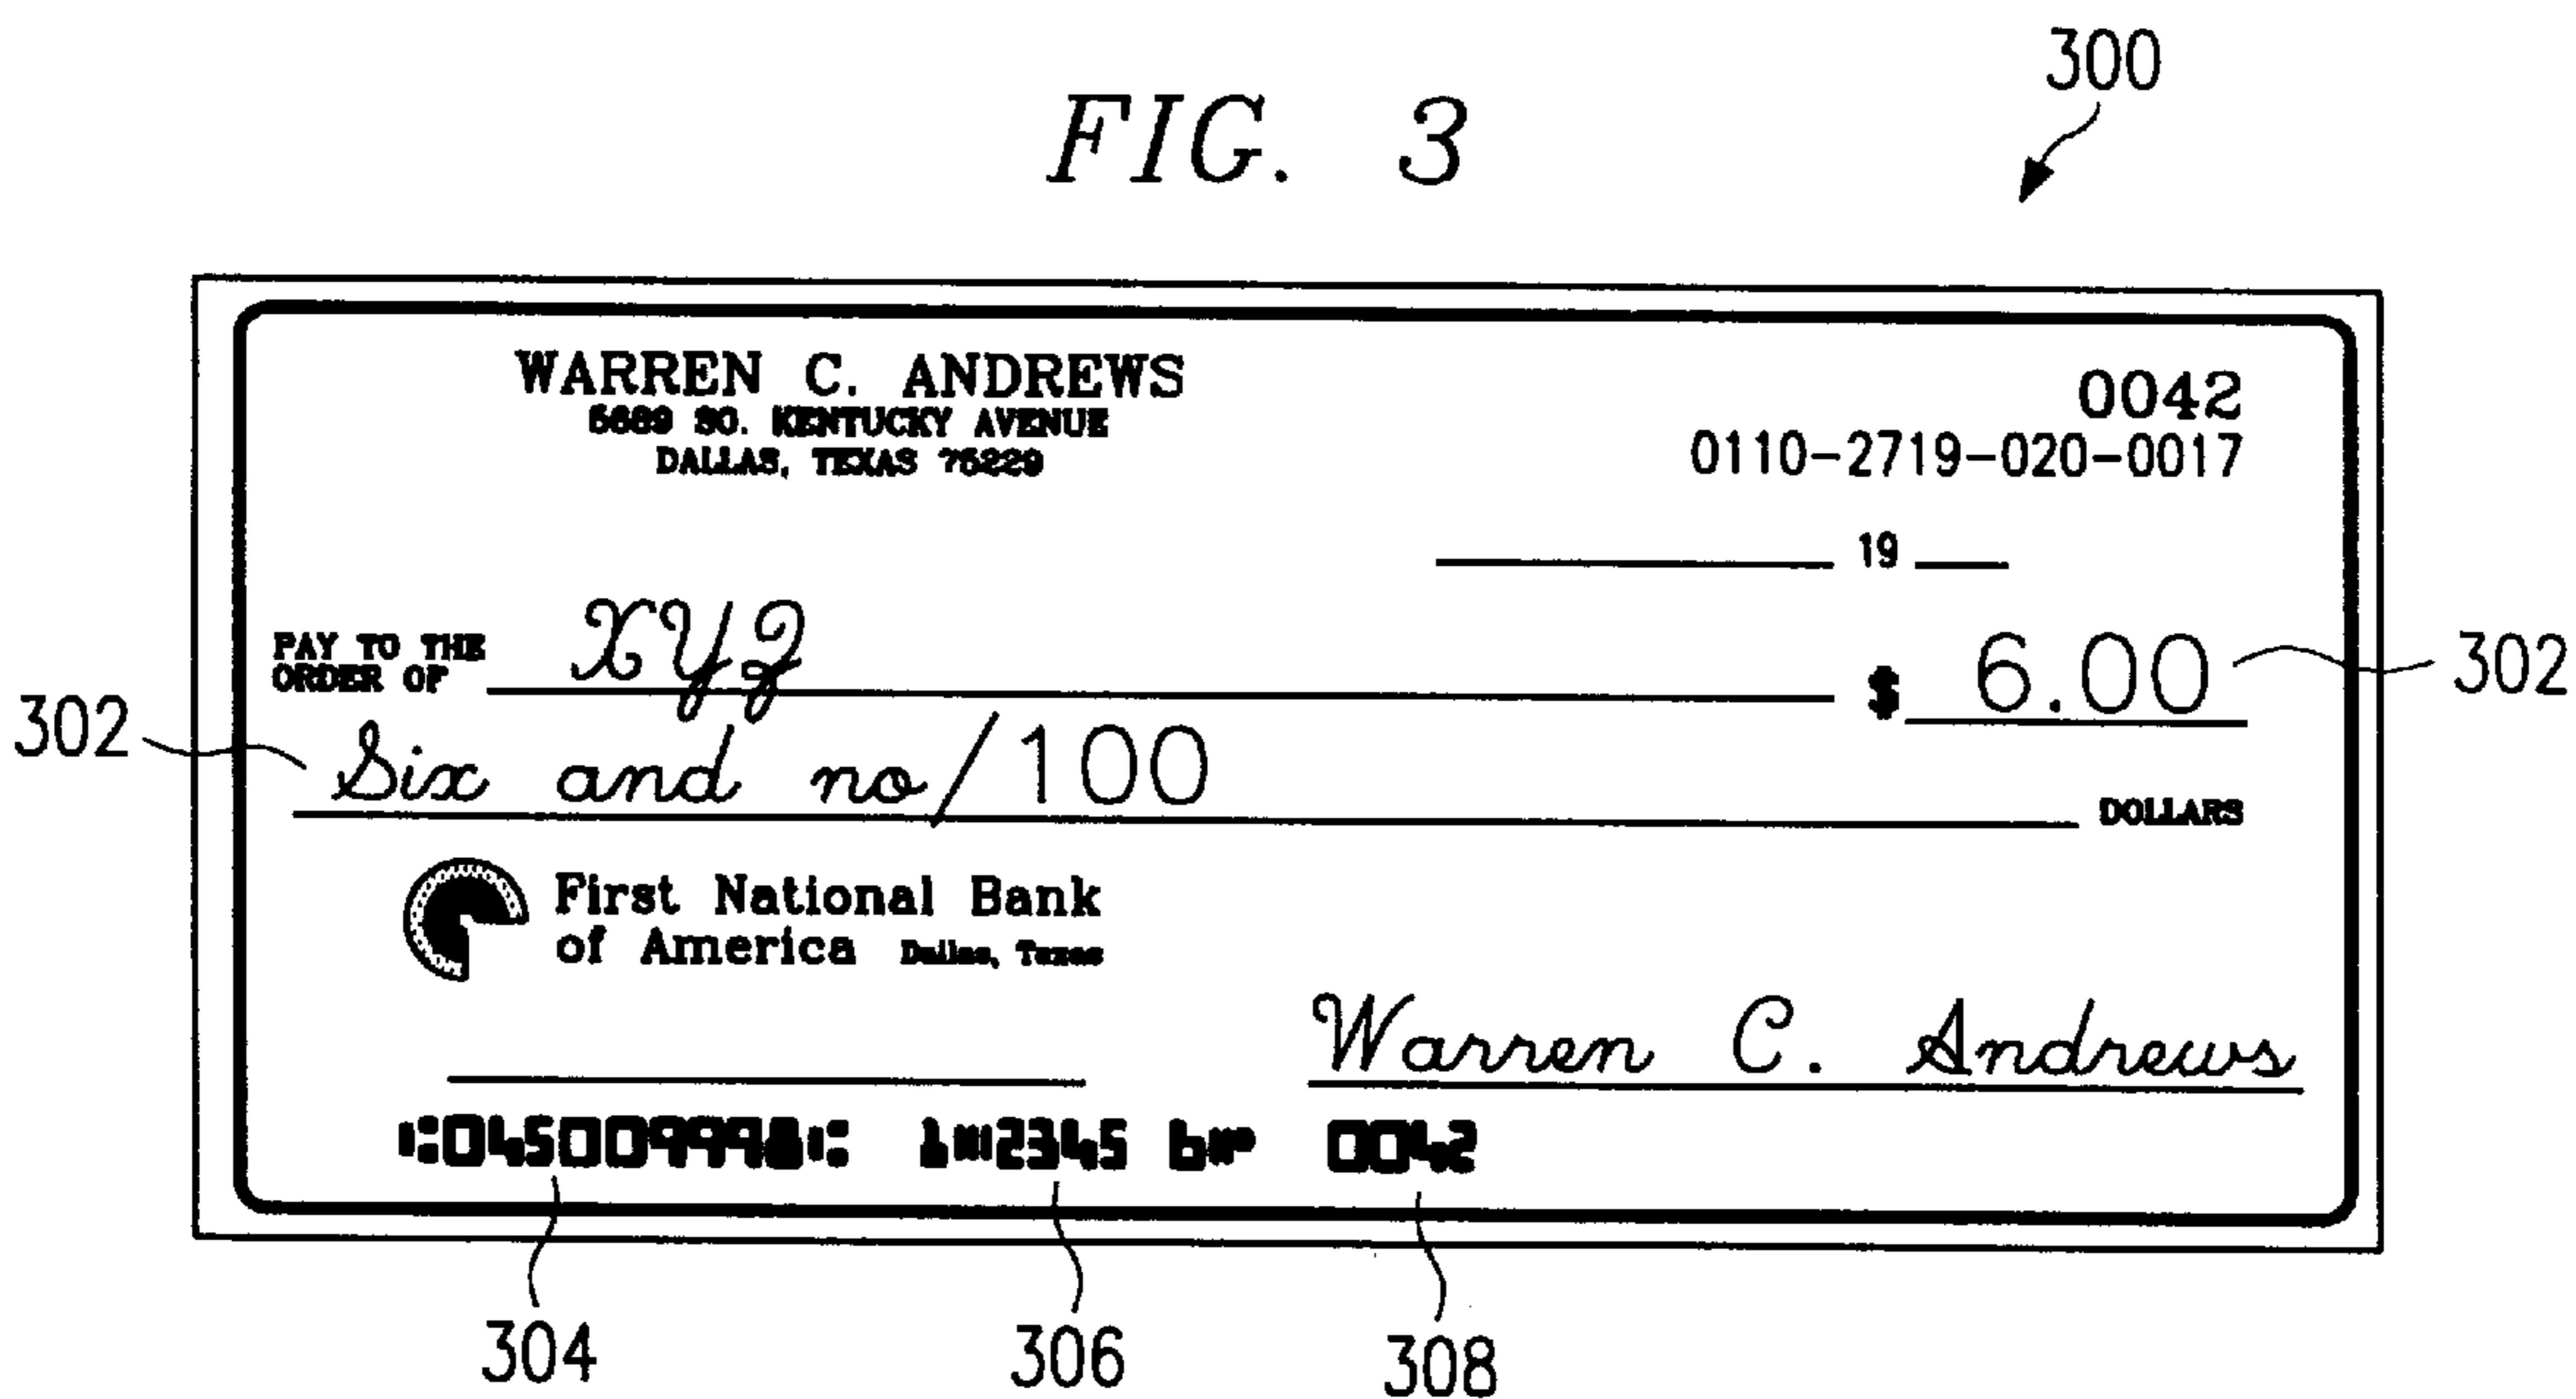 FIG. 3
300
WARREN C. ANDREWS
5689 SO. KENTUCKY AVENUE
DALLAS, TEXAS 75229
0042
0110-2719-020-0017
19
PAY TO THE
ORDER OF
XYZ
$ 6.00
302
302
Six and no/100
DOLLARS
First National Bank
of America Dallas, Texas
Warren C. Andrews
⑆045009998⑆ 1⑉2345 6⑈ 0042
304
306
308